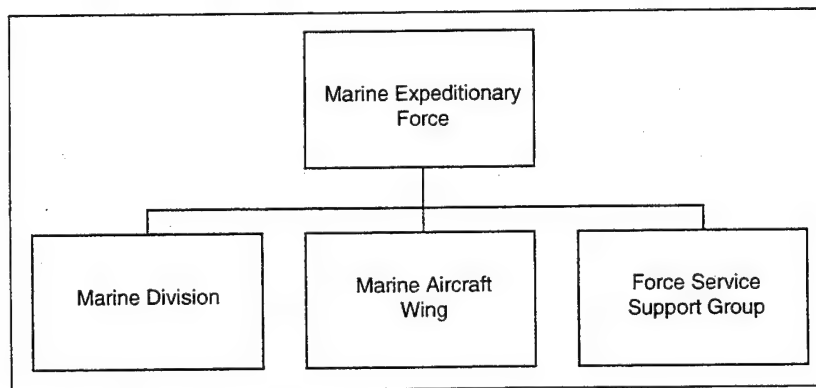 Marine Expeditionary
Force
Marine Division
Marine Aircraft
Wing
Force Service
Support Group